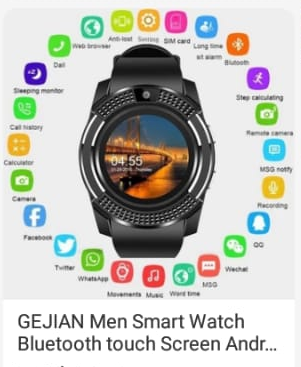 Anti-lost
Setting
SIM card
Web browser
Long time
sit alarm
Dail
Blutooth
Sleeping monitor
Step calculating
Call history
Remote camera
04:55
Calculator
MSG notify
Camera
Recording
Facebook
QQ
Twitter
Wechat
WhatsApp
MSG
Movements
Music
Word time
GEJIAN Men Smart Watch
Bluetooth touch Screen Andr...